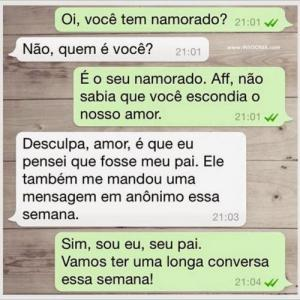 Oi, você tem namorado?
21:01
www.INSOONIA.com
Não, quem é você?
21:01
É o seu namorado. Aff, não
sabia que você escondia o
nosso amor.
21:01
Desculpa, amor, é que eu
pensei que fosse meu pai. Ele
também me mandou uma
mensagem em anônimo essa
semana.
21:03
Sim, sou eu, seu pai.
Vamos ter uma longa conversa
essa semana!
21:04